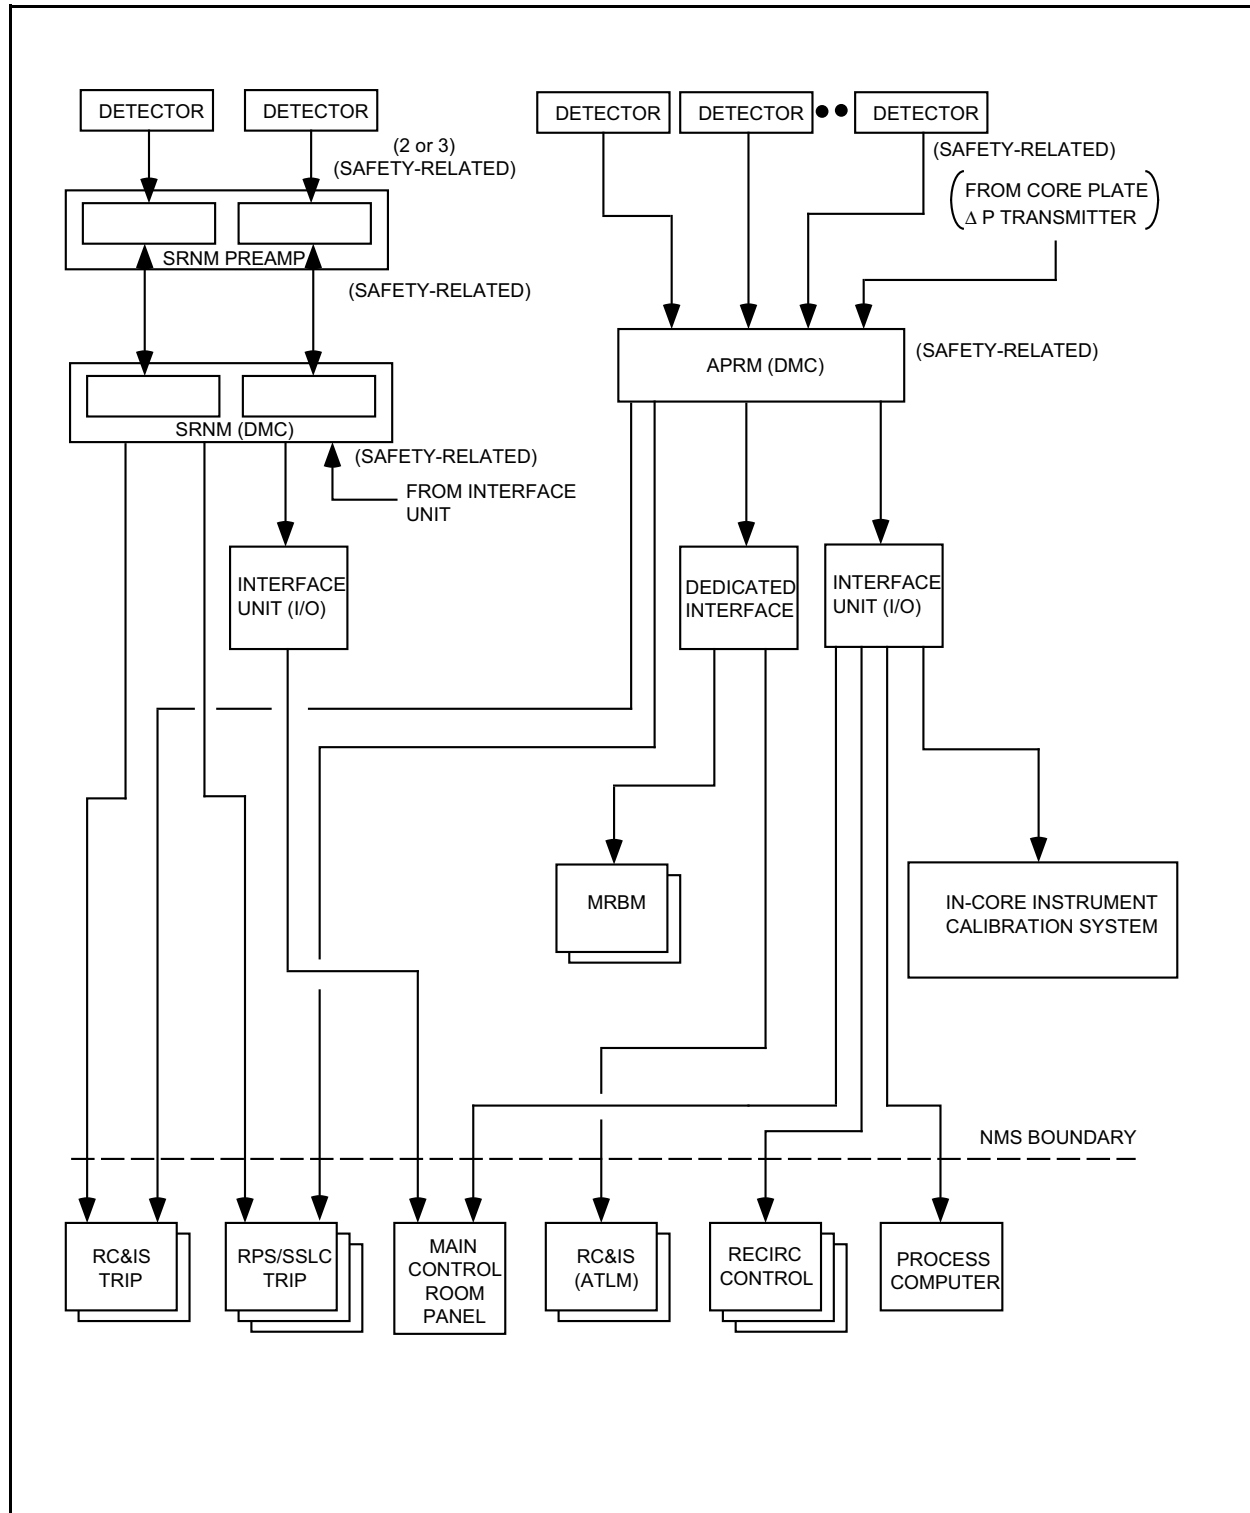 DETECTOR
DETECTOR
(2 or 3)
(SAFETY-RELATED)
SRNM PREAMP
(SAFETY-RELATED)
SRNM (DMC)
(SAFETY-RELATED)
FROM INTERFACE
UNIT
INTERFACE
UNIT (I/O)
DETECTOR
DETECTOR
DETECTOR
(SAFETY-RELATED)
FROM CORE PLATE
Δ P TRANSMITTER
APRM (DMC)
(SAFETY-RELATED)
DEDICATED
INTERFACE
INTERFACE
UNIT (I/O)
MRBM
IN-CORE INSTRUMENT
CALIBRATION SYSTEM
NMS BOUNDARY
RC&IS
TRIP
RPS/SSLC
TRIP
MAIN
CONTROL
ROOM
PANEL
RC&IS
(ATLM)
RECIRC
CONTROL
PROCESS
COMPUTER